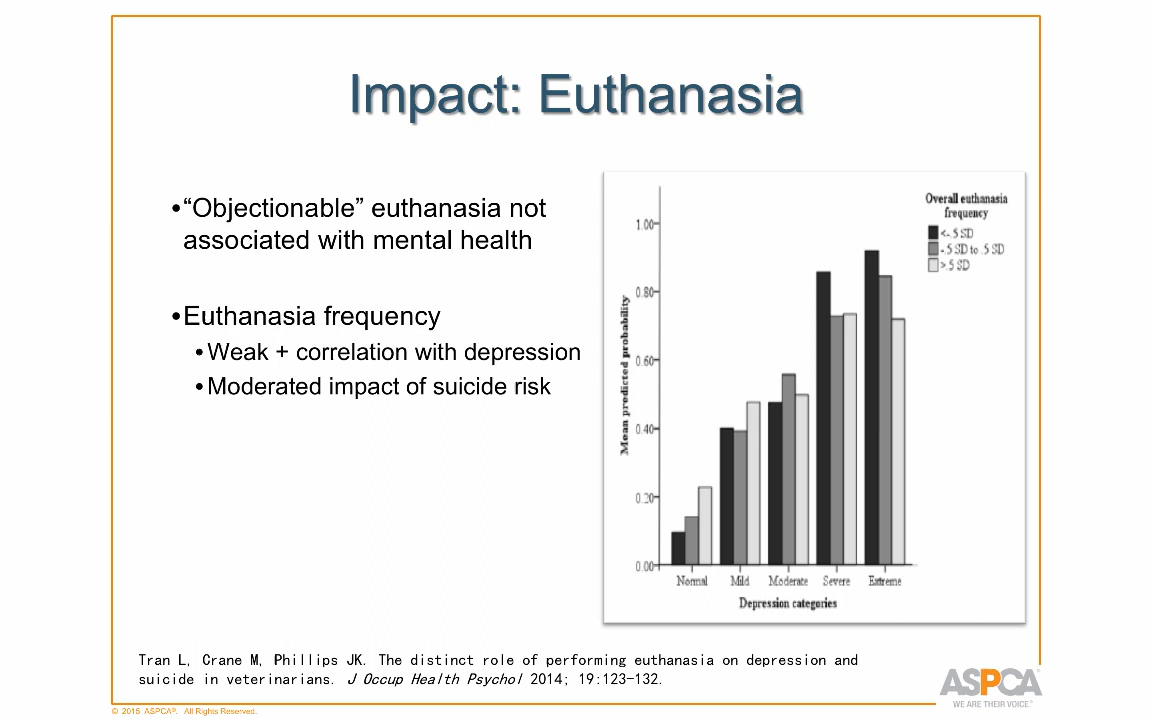 Impact: Euthanasia
•“Objectionable” euthanasia not
associated with mental health
•Euthanasia frequency
•Weak + correlation with depression
•Moderated impact of suicide risk
Overall euthanasia
frequency
<-.5 SD
-.5 SD to .5 SD
>.5 SD
Mean predicted probability
1.00
0.80
0.60
0.40
0.20
0.00
Normal Mild Moderate Severe Extreme
Depression categories
Tran L, Crane M, Phillips JK. The distinct role of performing euthanasia on depression and
suicide in veterinarians. J Occup Health Psychol 2014; 19:123-132.
ASPCA®
WE ARE THEIR VOICE.®
© 2015 ASPCA®. All Rights Reserved.